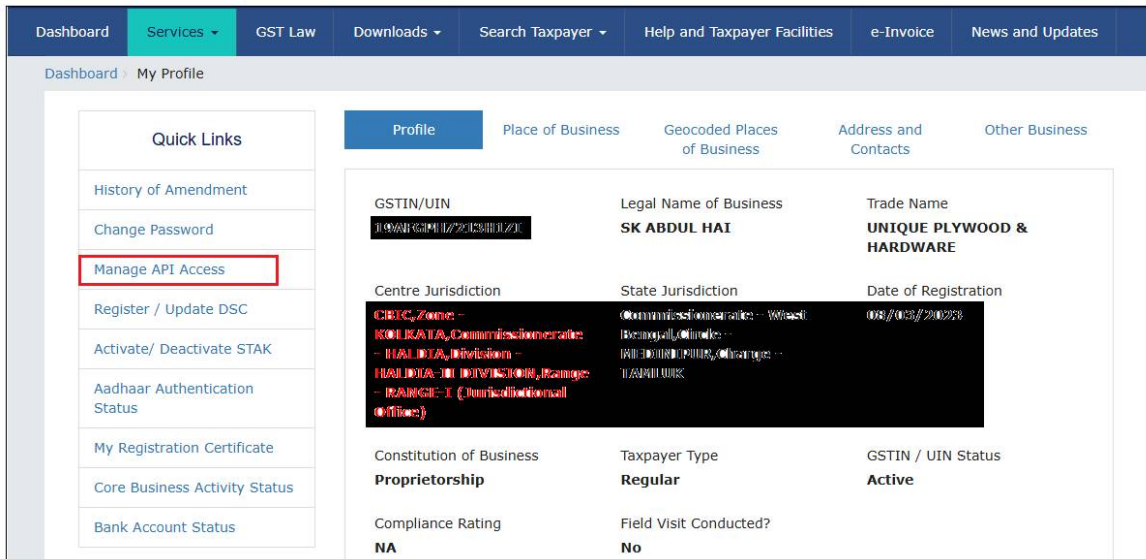 Dashboard Services GST Law Downloads Search Taxpayer Help and Taxpayer Facilities e-Invoice News and Updates
Dashboard › My Profile
Quick Links
History of Amendment
Change Password
Manage API Access
Register / Update DSC
Activate/ Deactivate STAK
Aadhaar Authentication
Status
My Registration Certificate
Core Business Activity Status
Bank Account Status
Profile
Place of Business
Geocoded Places
of Business
Address and
Contacts
Other Business
GSTIN/UIN
Legal Name of Business
SK ABDUL HAI
Trade Name
UNIQUE PLYWOOD &
HARDWARE
Centre Jurisdiction
CBIC,Zone -
KOLKATA,Commissionerate
- HALDIA,Division -
HALDIA-II DIVISION,Range
- RANGE-I (Jurisdictional
Office)
State Jurisdiction
Commissionerate - West
Bengal,Circle -
MEDINIPUR,Charge -
TAMLUK
Date of Registration
08/03/2023
Constitution of Business
Proprietorship
Taxpayer Type
Regular
GSTIN / UIN Status
Active
Compliance Rating
NA
Field Visit Conducted?
No